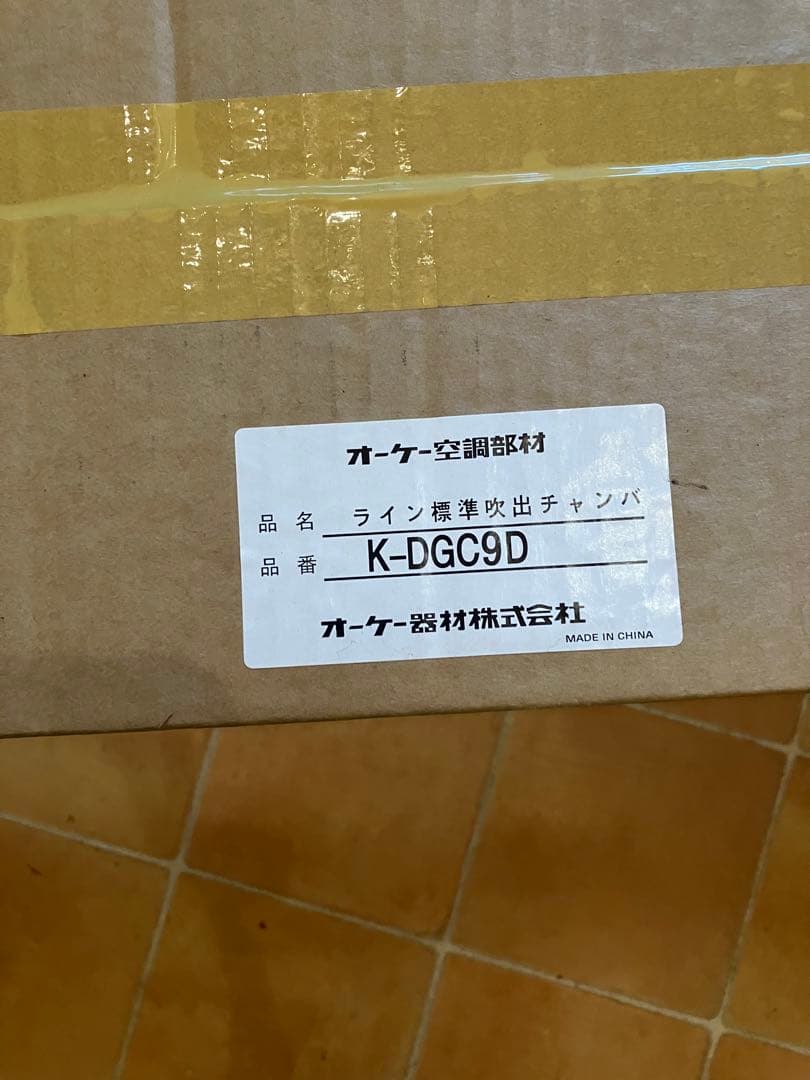 オーケー空調部材
品名 ライン標準吹出チャンバ
品番 K-DGC9D
オーケー器材株式会社
MADE IN CHINA